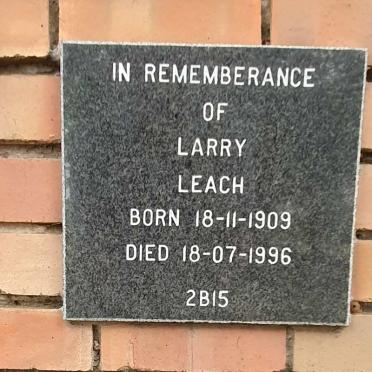 IN REMEMBERANCE
OF
LARRY
LEACH
BORN 18-11-1909
DIED 18-07-1996
2B15